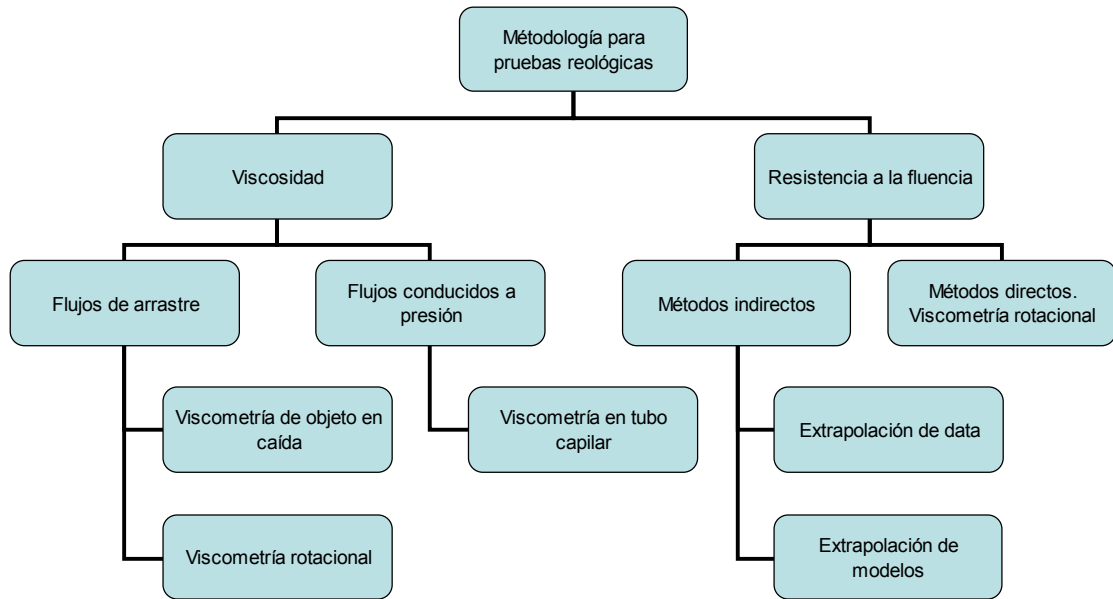 Métodología para
pruebas reológicas
Viscosidad
Resistencia a la fluencia
Flujos de arrastre
Flujos conducidos a
presión
Métodos indirectos
Métodos directos.
Viscometría rotacional
Viscometría de objeto en
caída
Viscometría en tubo
capilar
Extrapolación de data
Viscometría rotacional
Extrapolación de
modelos